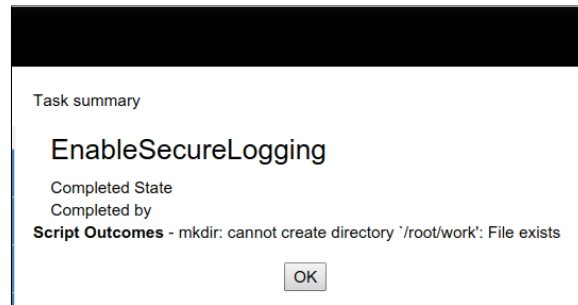 Task summary
EnableSecureLogging
Completed State
Completed by
Script Outcomes - mkdir: cannot create directory `/root/work': File exists
OK